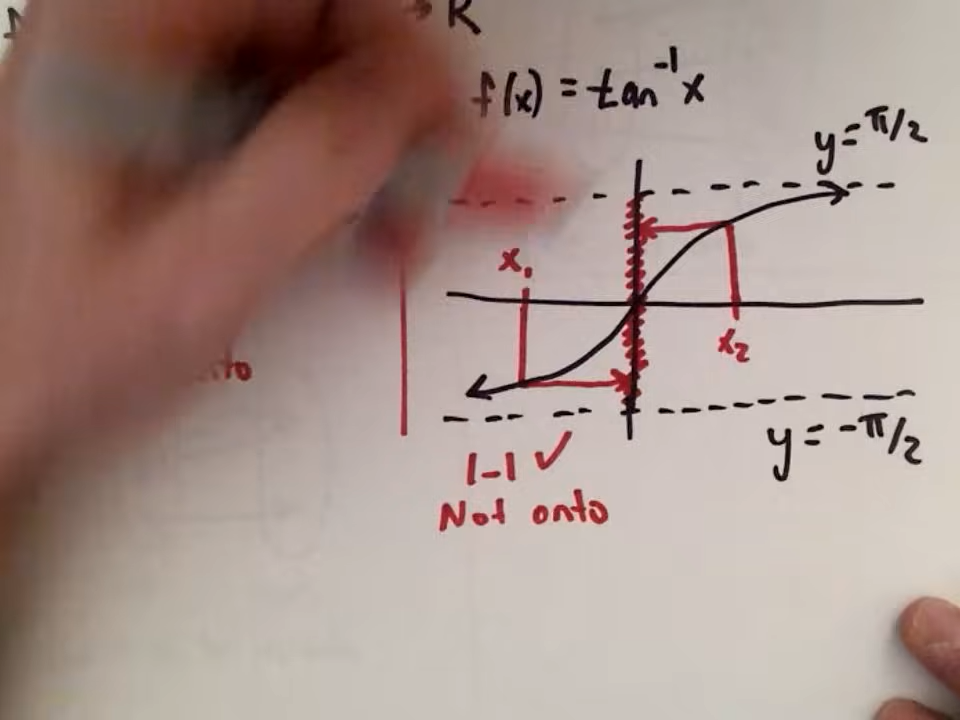 R
f(x) = tan⁻¹x
y = π/2
x₁
x₂
y = -π/2
1-1 ✓
Not onto